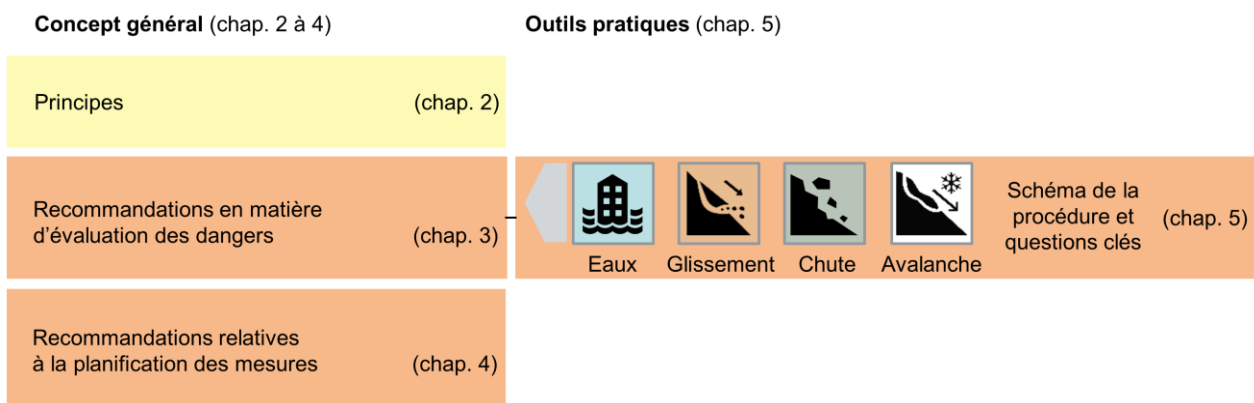 Concept général (chap. 2 à 4)
Outils pratiques (chap. 5)
Principes (chap. 2)
Recommandations en matière
d’évaluation des dangers (chap. 3)
Eaux Glissement Chute Avalanche
Schéma de la
procédure et
questions clés
(chap. 5)
Recommandations relatives
à la planification des mesures (chap. 4)